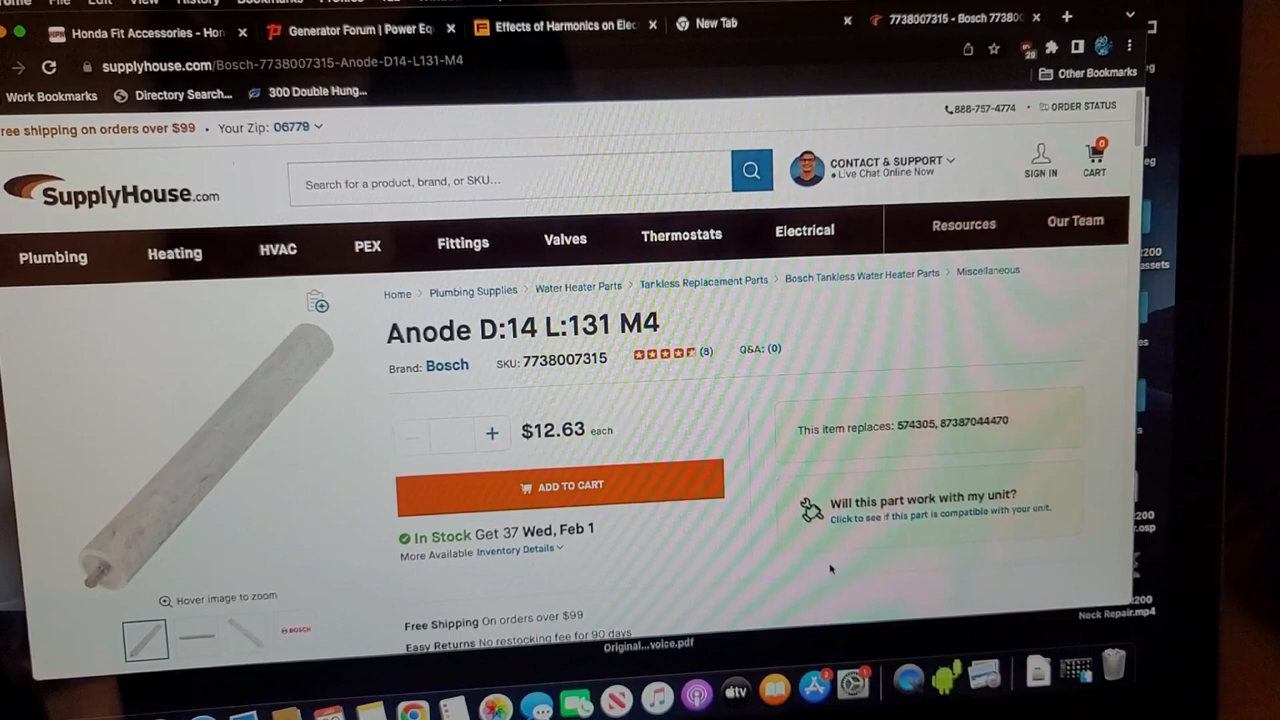 File Edit View History Bookmarks
Honda Fit Accessories - Hon
Generator Forum | Power Eq
Effects of Harmonics on Elec
New Tab
7738007315 - Bosch 77380
supplyhouse.com/Bosch-7738007315-Anode-D14-L131-M4
29
Work Bookmarks
Directory Search...
300 Double Hung...
Other Bookmarks
ree shipping on orders over $99 • Your Zip: 06779
888-757-4774 • ORDER STATUS
SupplyHouse.com
Search for a product, brand, or SKU...
CONTACT & SUPPORT
Live Chat Online Now
SIGN IN
0
CART
Plumbing Heating HVAC PEX Fittings Valves Thermostats Electrical Resources Our Team
Home > Plumbing Supplies > Water Heater Parts > Tankless Replacement Parts > Bosch Tankless Water Heater Parts > Miscellaneous
Anode D:14 L:131 M4
Brand: Bosch SKU: 7738007315 (8) Q&A: (0)
$12.63 each
This item replaces: 574305, 87387044470
ADD TO CART
Will this part work with my unit?
Click to see if this part is compatible with your unit.
In Stock Get 37 Wed, Feb 1
More Available Inventory Details
Hover image to zoom
BOSCH
Free Shipping On orders over $99
Easy Returns No restocking fee for 90 days
Original...voice.pdf
Neck Repair.mp4
tv